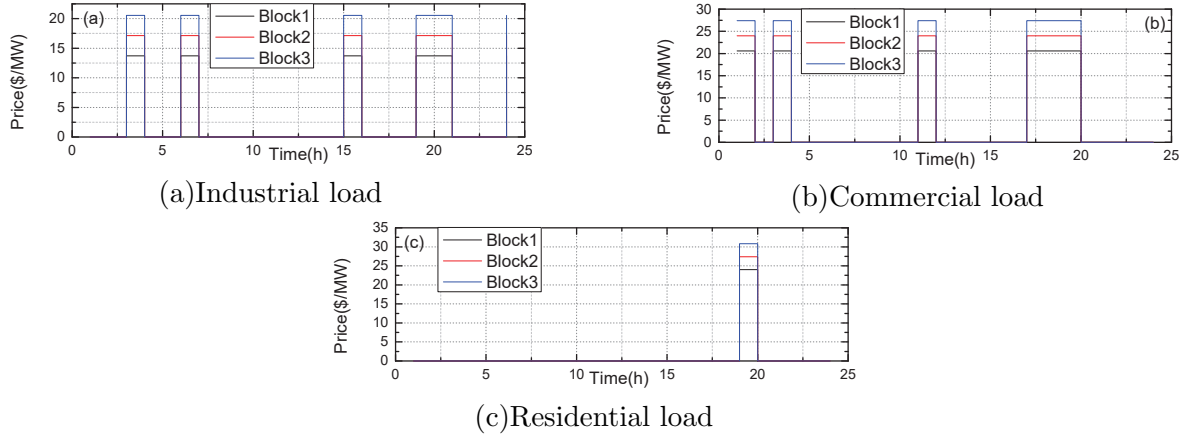 (a)
Block1
Block2
Block3
Price($/MW)
20
15
10
5
0
0 5 10 15 20 25
Time(h)
(a)Industrial load
(b)
Block1
Block2
Block3
Price($/MW)
30
25
20
15
10
5
0
0 5 10 15 20 25
Time(h)
(b)Commercial load
(c)
Block1
Block2
Block3
Price($/MW)
35
30
25
20
15
10
5
0
0 5 10 15 20 25
Time(h)
(c)Residential load